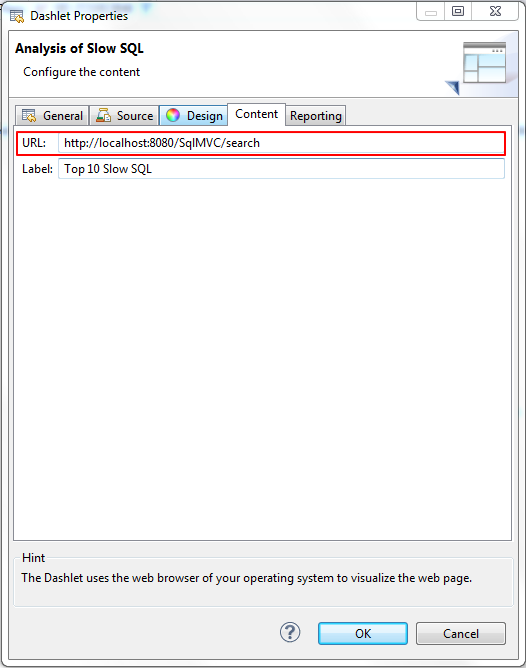 Dashlet Properties
Analysis of Slow SQL
Configure the content
General Source Design Content Reporting
URL: http://localhost:8080/SqlMVC/search
Label: Top 10 Slow SQL
Hint
The Dashlet uses the web browser of your operating system to visualize the web page.
? OK Cancel